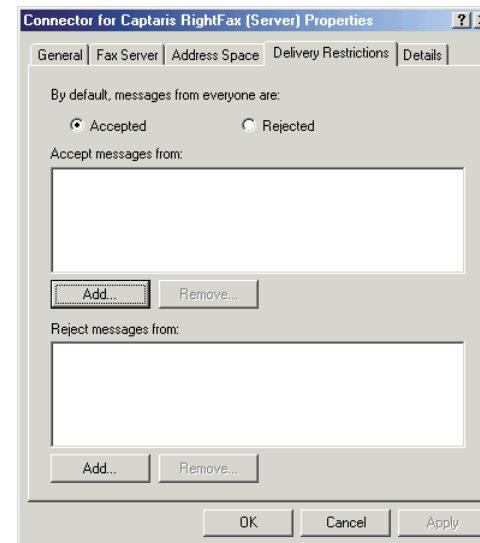 Connector for Captaris RightFax (Server) Properties ?
General Fax Server Address Space Delivery Restrictions Details
By default, messages from everyone are:
Accepted Rejected
Accept messages from:
Add... Remove...
Reject messages from:
Add... Remove...
OK Cancel Apply